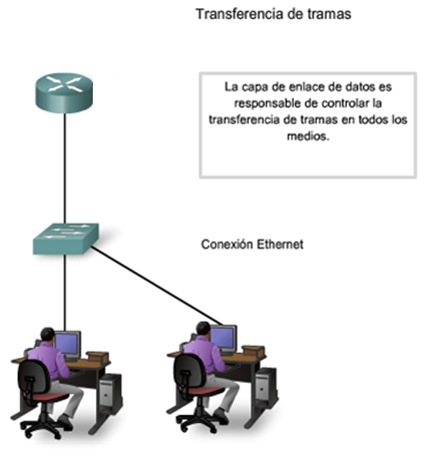 Transferencia de tramas
La capa de enlace de datos es
responsable de controlar la
transferencia de tramas en todos los
medios.
Conexión Ethernet